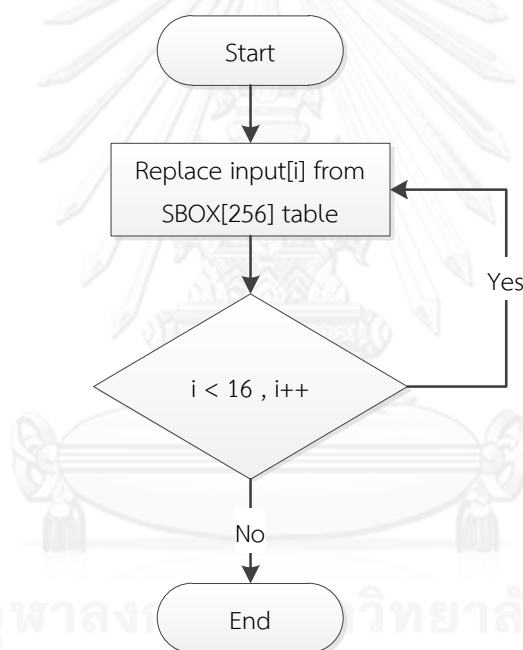 Start
Replace input[i] from
SBOX[256] table
Yes
i < 16 , i++
No
End